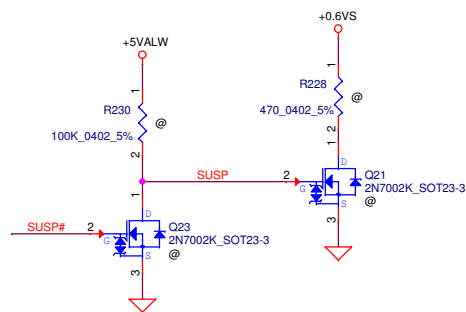 +0.6VS
+5VALW
1
R228
@
470_0402_5%
1
R230
@
100K_0402_5%
2
1
2
D
SUSP
2
Q21
2N7002K_SOT23-3
G
S
@
1
3
D
SUSP#
2
Q23
2N7002K_SOT23-3
G
S
@
3